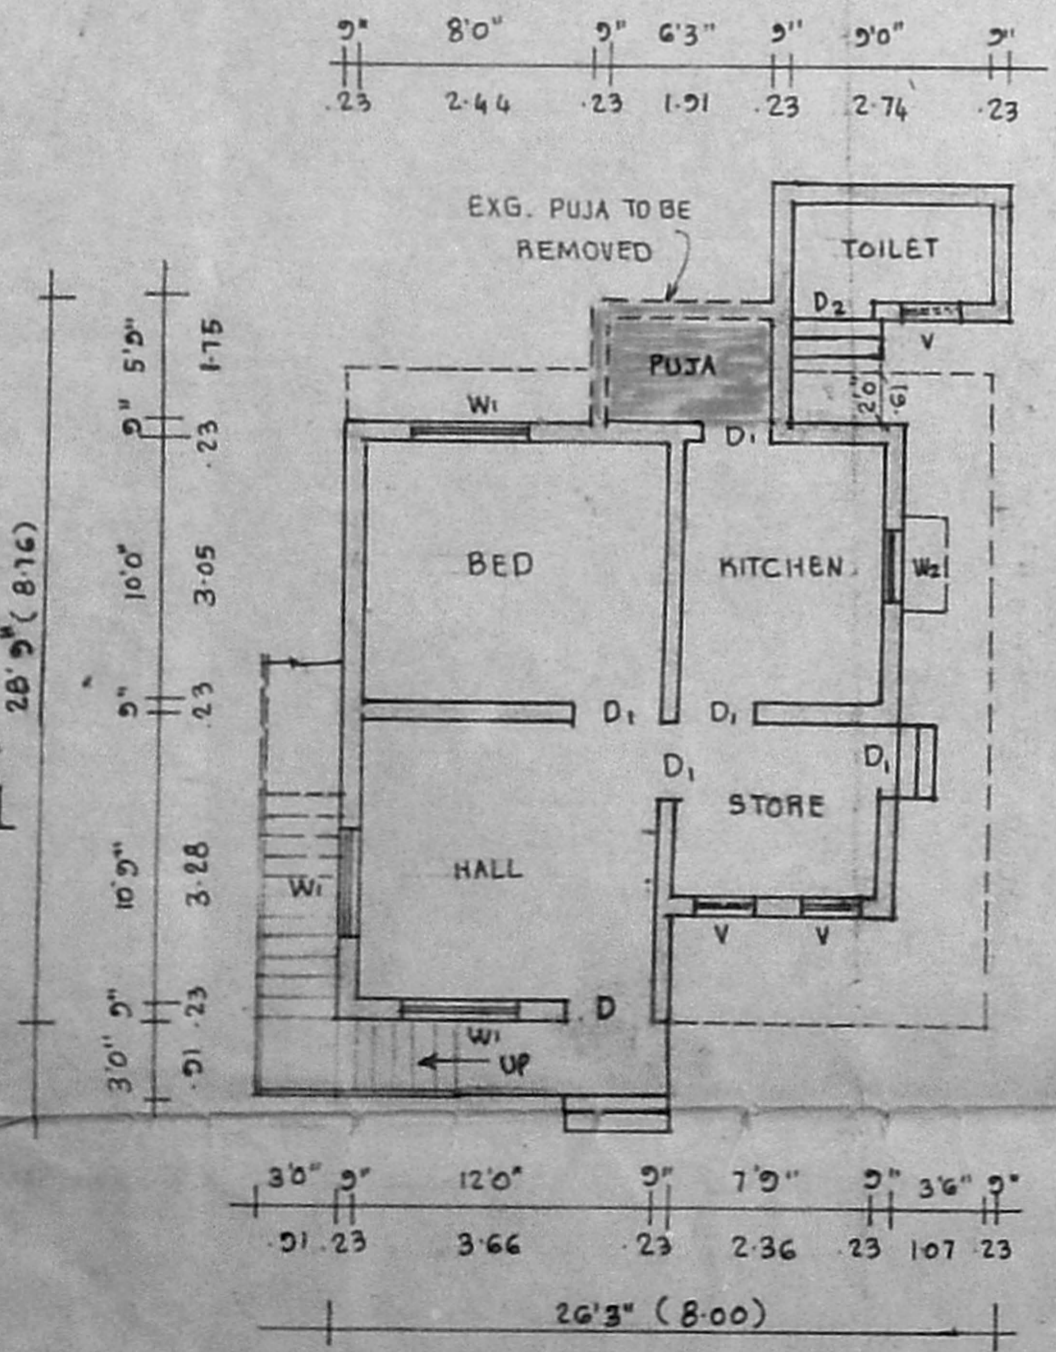 9" 8'0" 9" 6'3" 9" 9'0" 9"
.23 2.44 .23 1.91 .23 2.74 .23
EXG. PUJA TO BE
REMOVED
TOILET
D2
V
PUJA
2'0"
.61
W1
D1
BED
KITCHEN
W2
D1
D1
D1
D1
STORE
HALL
W1
V
V
D
W1
UP
5'9"
1.75
9"
.23
10'0"
3.05
9"
.23
10'9"
3.28
9"
.23
3'0"
.91
28'9" (8.76)
3'0" 9" 12'0" 9" 7'9" 9" 3'6" 9"
.91 .23 3.66 .23 2.36 .23 1.07 .23
26'3" (8.00)